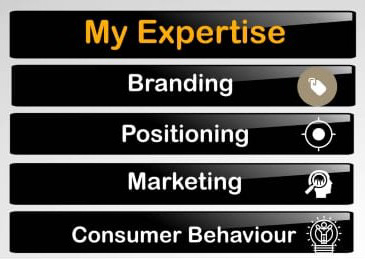 My Expertise
Branding
Positioning
Marketing
Consumer Behaviour